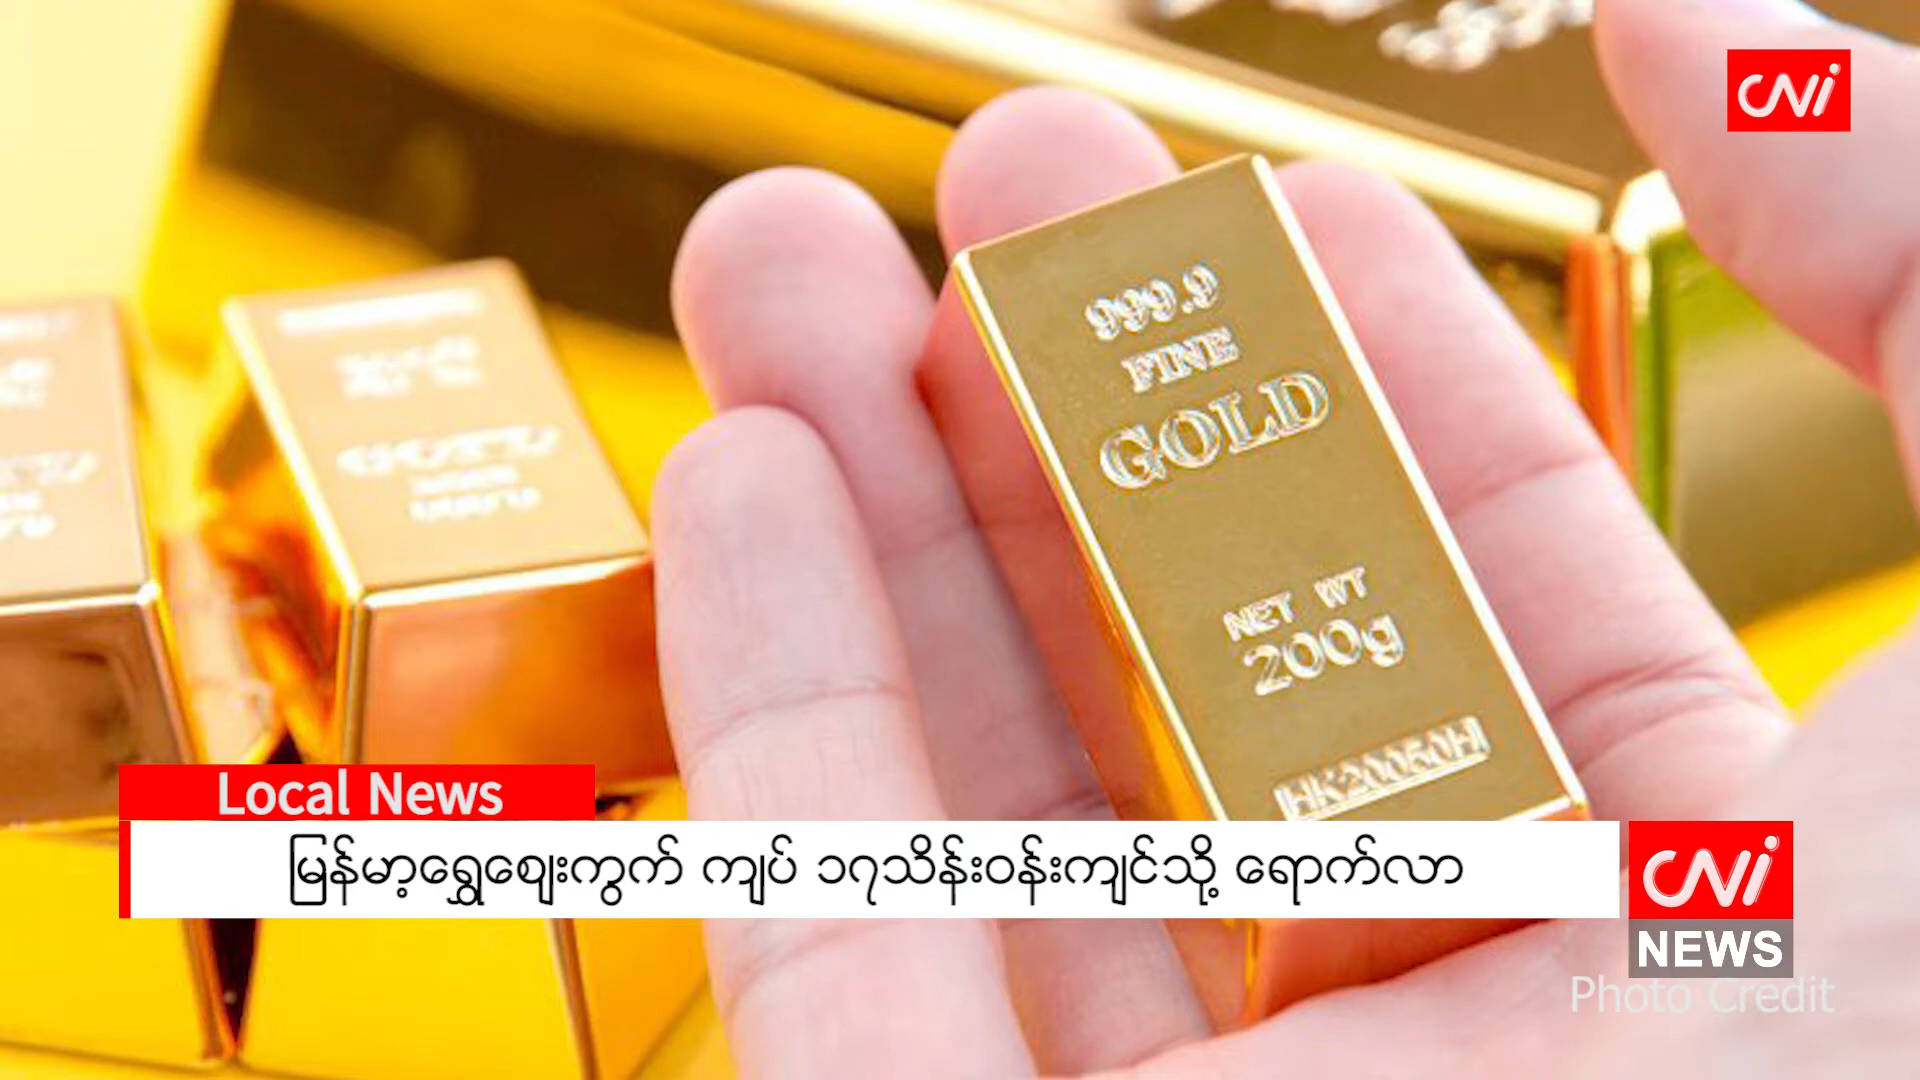 CNi
999.9
FINE
GOLD
NET WT
200g
HK20050HI
Local News
မြန်မာ့ရွှေဈေးကွက် ကျပ် ၁၇သိန်းဝန်းကျင်သို့ ရောက်လာ
CNi
NEWS
Photo Credit